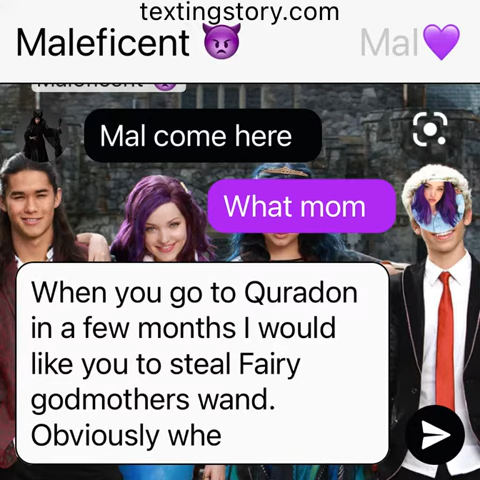 textingstory.com
Maleficent 😈
Mal💜
Maleficent 😈
Mal come here
What mom
When you go to Quradon
in a few months I would
like you to steal Fairy
godmothers wand.
Obviously whe